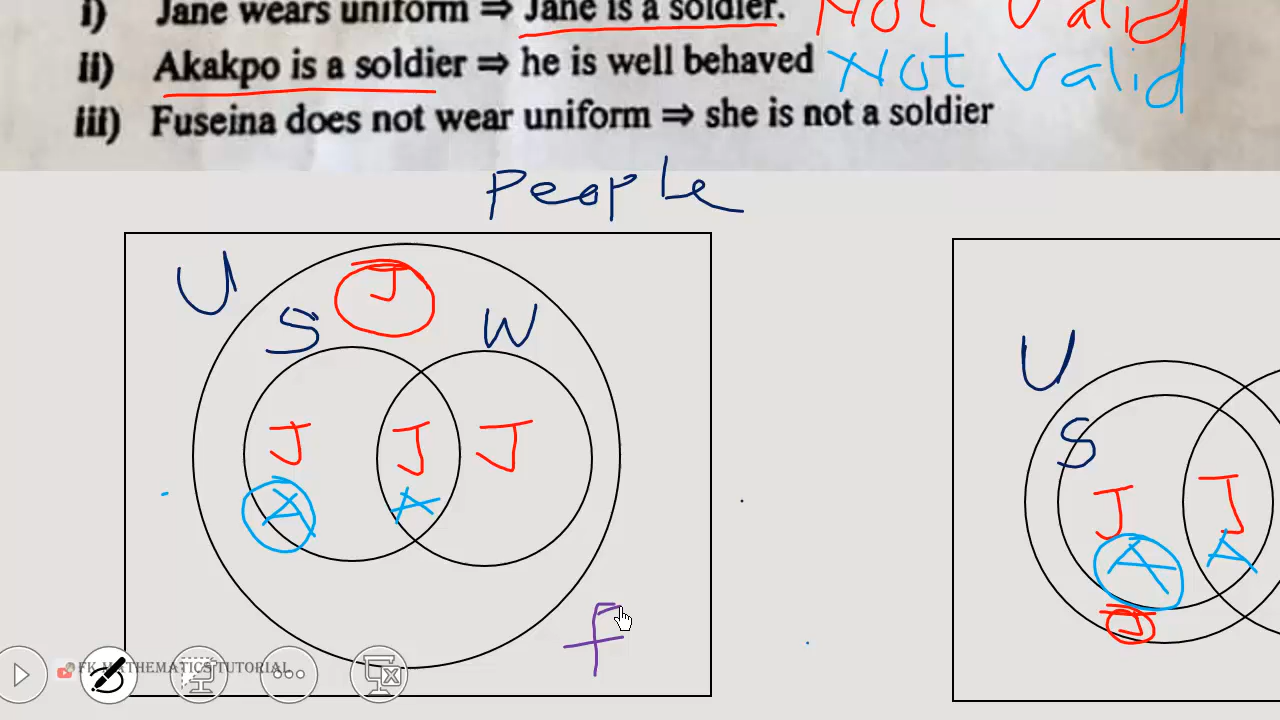 i) Jane wears uniform ⇒ Jane is a soldier. Not Valid
ii) Akakpo is a soldier ⇒ he is well behaved Not Valid
iii) Fuseina does not wear uniform ⇒ she is not a soldier
People
U J
S W
U
J J J
S
A A
J J
A A
F
J
FK MATHEMATICS TUTORIAL